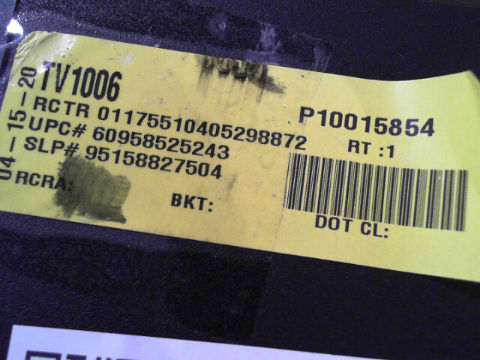 TV1006
RCTR 01175510405298872
UPC# 60958525243
SLP# 95158827504
RCRA:
BKT:
P10015854
RT :1
DOT CL:
04-15-20